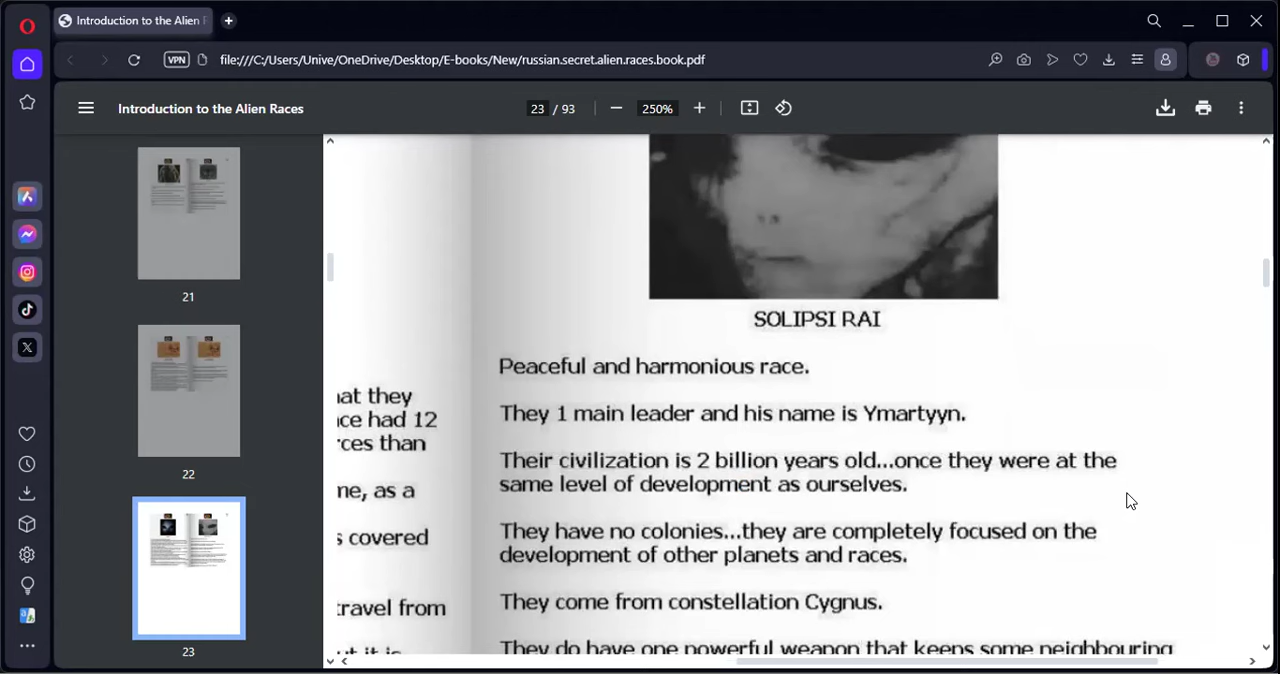 Introduction to the Alien R
VPN
file:///C:/Users/Unive/OneDrive/Desktop/E-books/New/russian.secret.alien.races.book.pdf
Introduction to the Alien Races
23 / 93
250%
21
22
23
SOLIPSI RAI
Peaceful and harmonious race.
They 1 main leader and his name is Ymartyyn.
Their civilization is 2 billion years old...once they were at the
same level of development as ourselves.
They have no colonies...they are completely focused on the
development of other planets and races.
They come from constellation Cygnus.
They do have one powerful weapon that keeps some neighbouring
at they
ce had 12
rces than
me, as a
s covered
travel from
ut it is